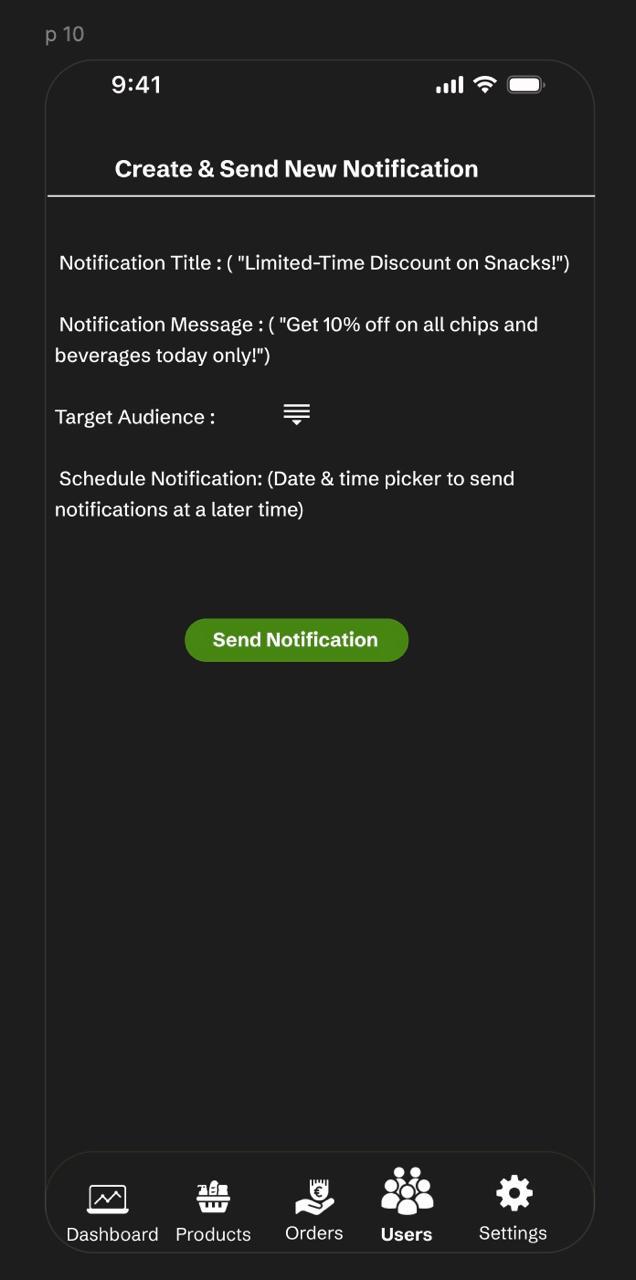 p 10
9:41
Create & Send New Notification
Notification Title : ( "Limited-Time Discount on Snacks!")
Notification Message : ( "Get 10% off on all chips and
beverages today only!")
Target Audience :
Schedule Notification: (Date & time picker to send
notifications at a later time)
Send Notification
€
Dashboard Products Orders Users Settings